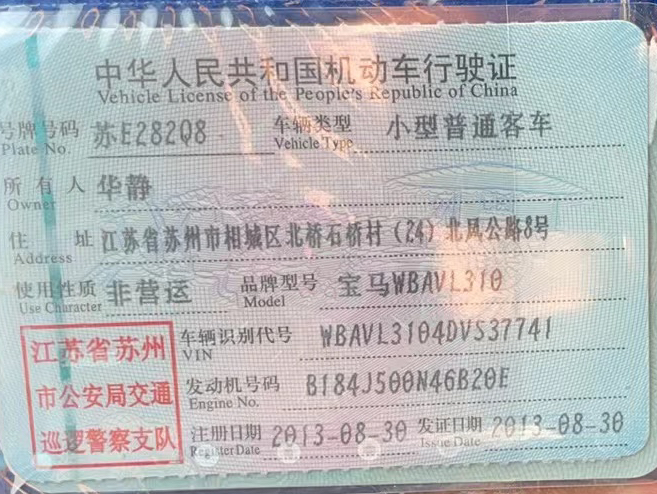 中华人民共和国机动车行驶证
Vehicle License of the People's Republic of China
号牌号码 苏E282Q8 车辆类型 小型普通客车
Plate No. Vehicle Type
所有人 华静
Owner
住址 江苏省苏州市相城区北桥石桥村(24)北凤公路8号
Address
使用性质 非营运 品牌型号 宝马WBAVL310
Use Character Model
江苏省苏州
市公安局交通
巡逻警察支队
车辆识别代号 WBAVL3104DVS37741
VIN
发动机号码 B184J500N46B20E
Engine No.
注册日期 2013-08-30 发证日期 2013-08-30
Register Date Issue Date